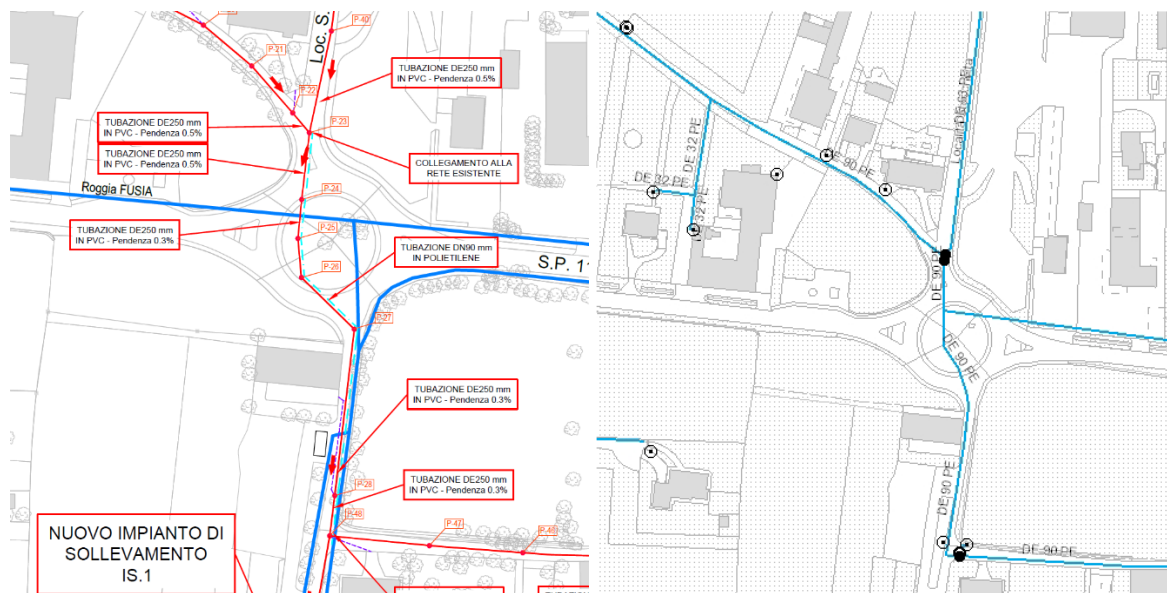 P-40
P-21
Loc. S.
TUBAZIONE DE250 mm
IN PVC - Pendenza 0.5%
P-22
TUBAZIONE DE250 mm
IN PVC - Pendenza 0.5%
P-23
TUBAZIONE DE250 mm
IN PVC - Pendenza 0.5%
COLLEGAMENTO ALLA
RETE ESISTENTE
Roggia FUSIA
P-24
TUBAZIONE DE250 mm
IN PVC - Pendenza 0.3%
P-25
TUBAZIONE DN90 mm
IN POLIETILENE
S.P. 11
P-26
P-27
TUBAZIONE DE250 mm
IN PVC - Pendenza 0.3%
TUBAZIONE DE250 mm
IN PVC - Pendenza 0.3%
P-28
P-48
P-47
P-46
NUOVO IMPIANTO DI
SOLLEVAMENTO
IS.1
DE 32 PE
DE 32 PE
DE 32 PE
DE 90 PE
DE 90 PE
DE 90 PE
DE 90 PE
DE 90 PE